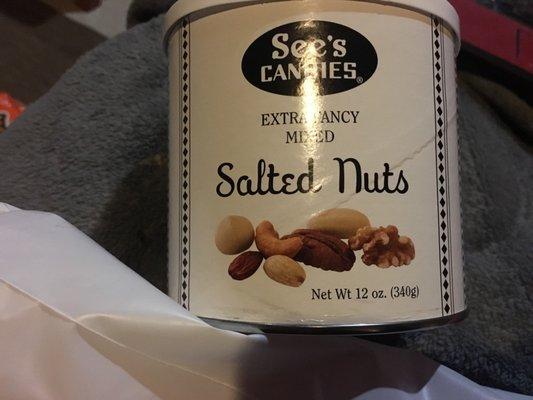 See's
CANDIES®
EXTRA FANCY
MIXED
Salted Nuts
Net Wt 12 oz. (340g)